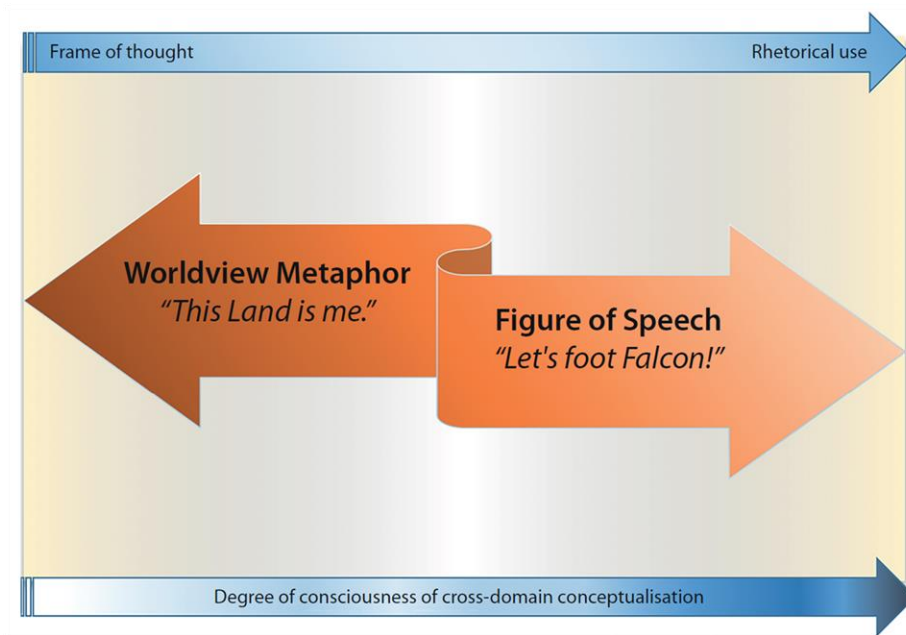 Frame of thought
Rhetorical use
Worldview Metaphor
“This Land is me.”
Figure of Speech
“Let's foot Falcon!”
Degree of consciousness of cross-domain conceptualisation